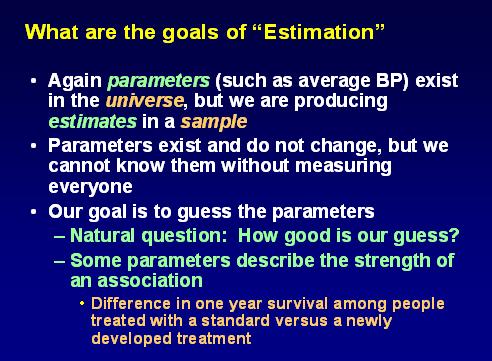 What are the goals of “Estimation”
• Again parameters (such as average BP) exist
in the universe, but we are producing
estimates in a sample
• Parameters exist and do not change, but we
cannot know them without measuring
everyone
• Our goal is to guess the parameters
– Natural question:  How good is our guess?
– Some parameters describe the strength of
an association
• Difference in one year survival among people
treated with a standard versus a newly
developed treatment